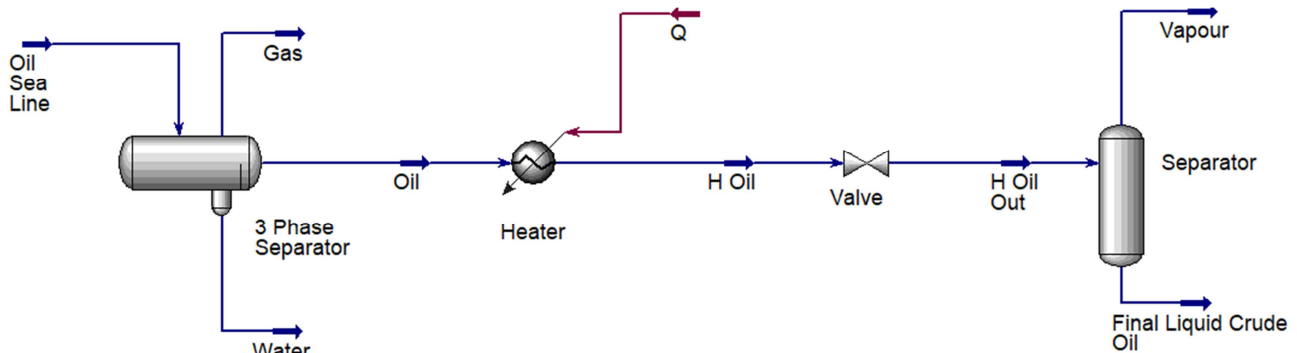 Oil
Sea
Line
Gas
Water
3 Phase
Separator
Oil
Heater
Q
H Oil
Valve
H Oil
Out
Vapour
Separator
Final Liquid Crude
Oil